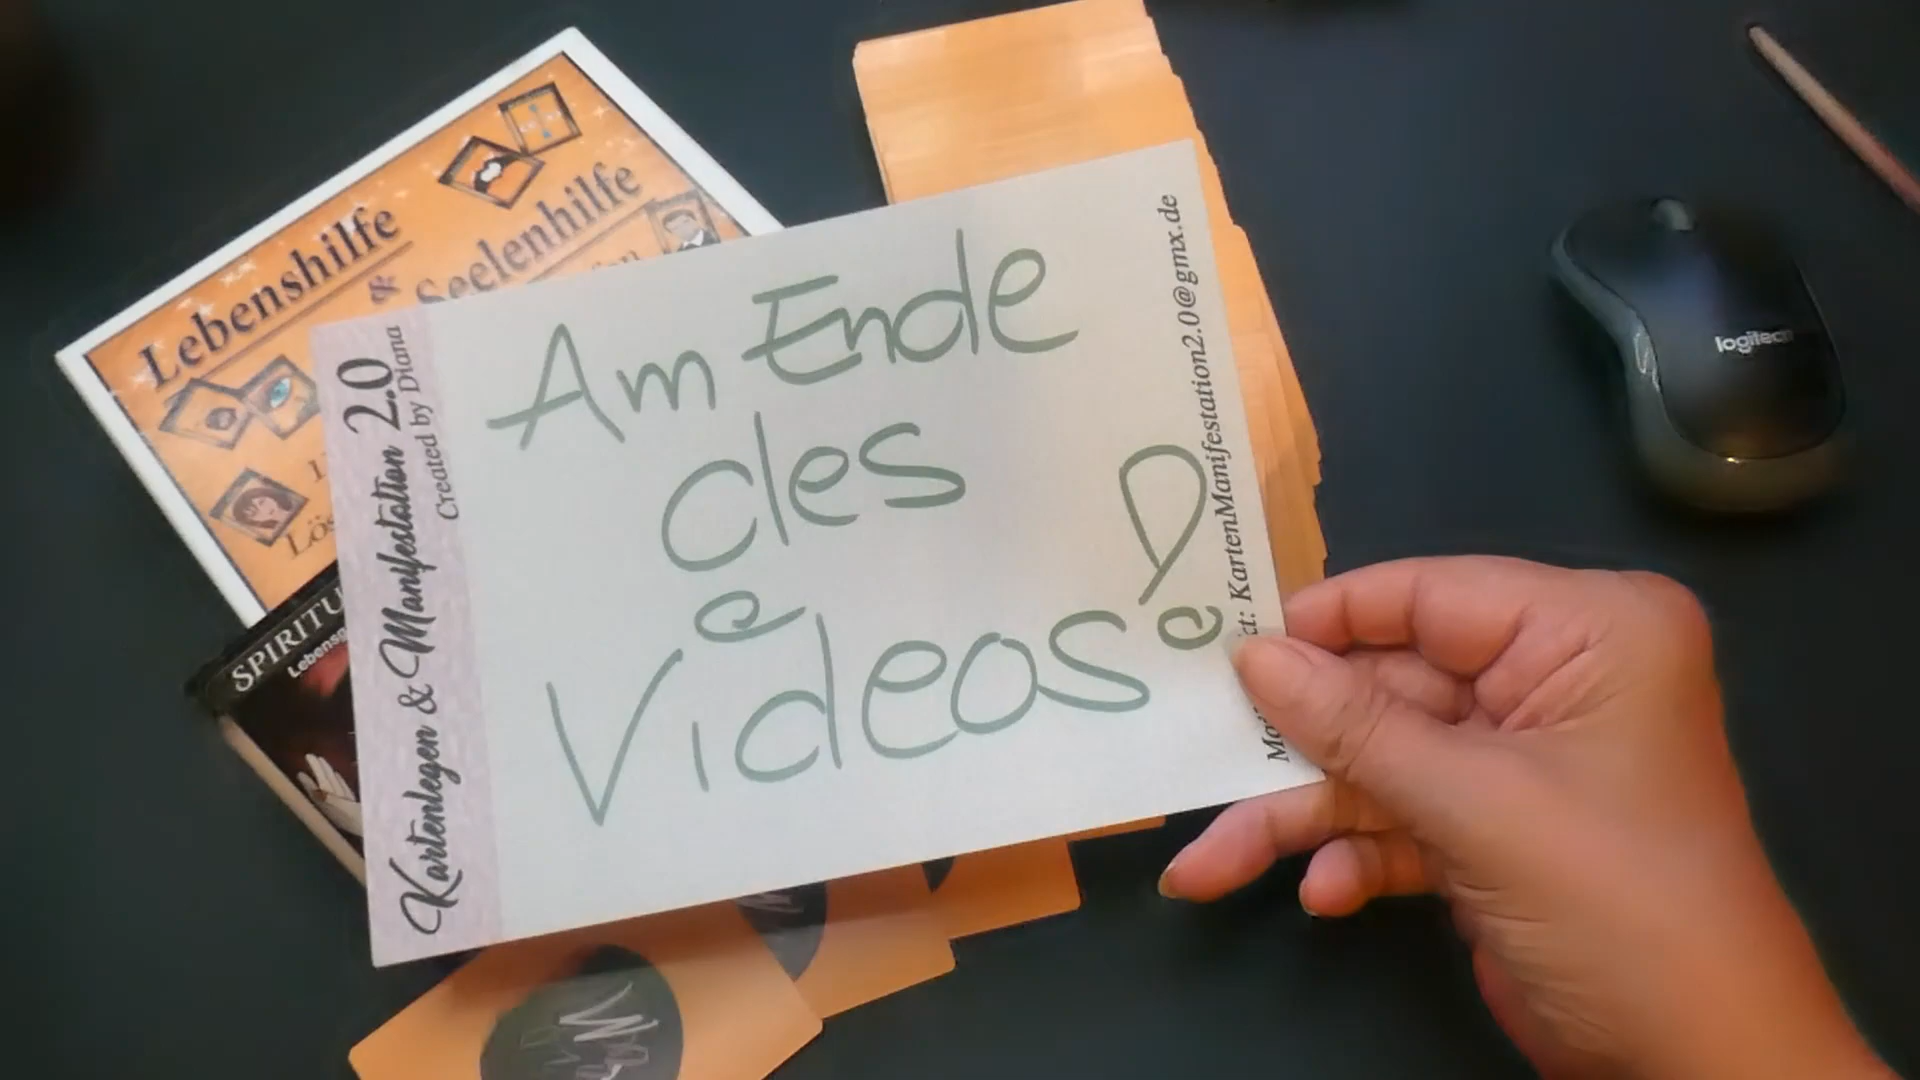 Lebenshilfe
&
Seelenhilfe
SPIRITU
Kartenlegen & Manifestation 2.0
Created by Diana
Am Ende
des
Videos!
KartenManifestation2.0@gmx.de
logitech